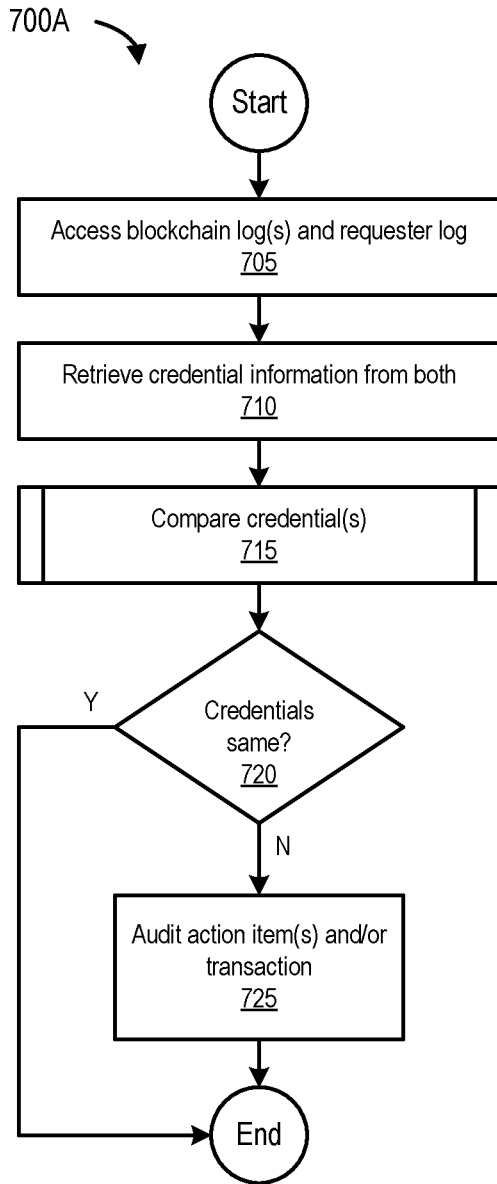 700A
Start
Access blockchain log(s) and requester log
705
Retrieve credential information from both
710
Compare credential(s)
715
Y
Credentials
same?
720
N
Audit action item(s) and/or
transaction
725
End